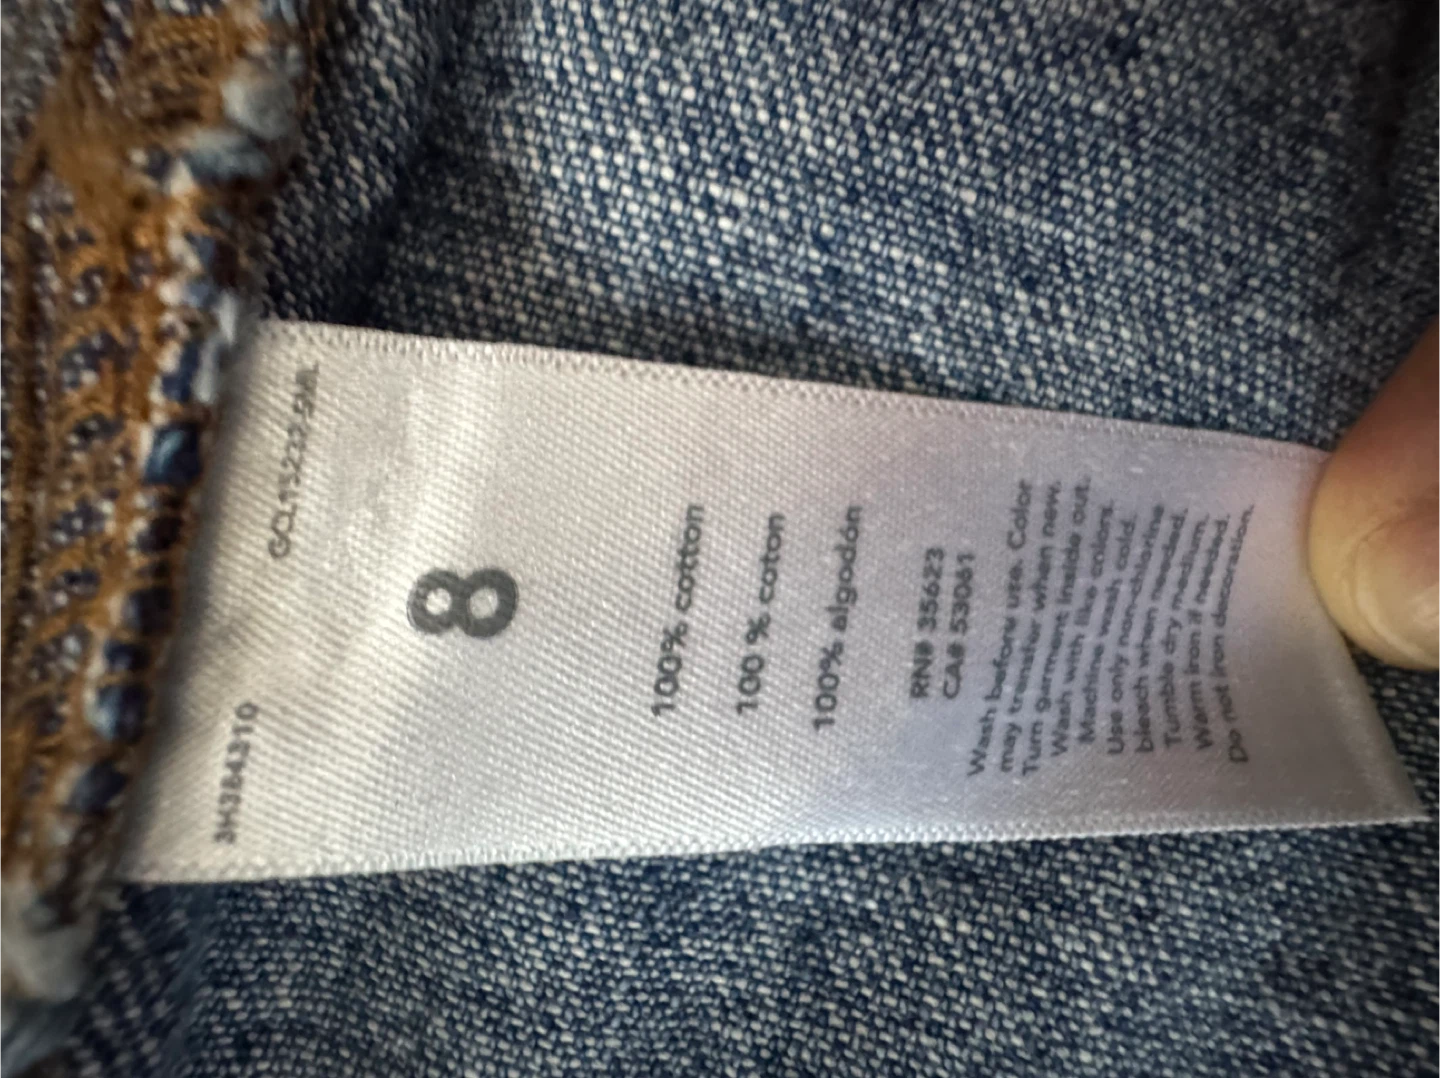 3H384310
8
100% cotton
100 % coton
100% algodón
RN# 35623
CA# 53061
Wash before use. Color
may transfer when new.
Turn garment inside out.
Wash with like colors.
Machine wash cold.
Use only non-chlorine
bleach when needed.
Tumble dry medium.
Warm iron if needed.
Do not iron decoration.